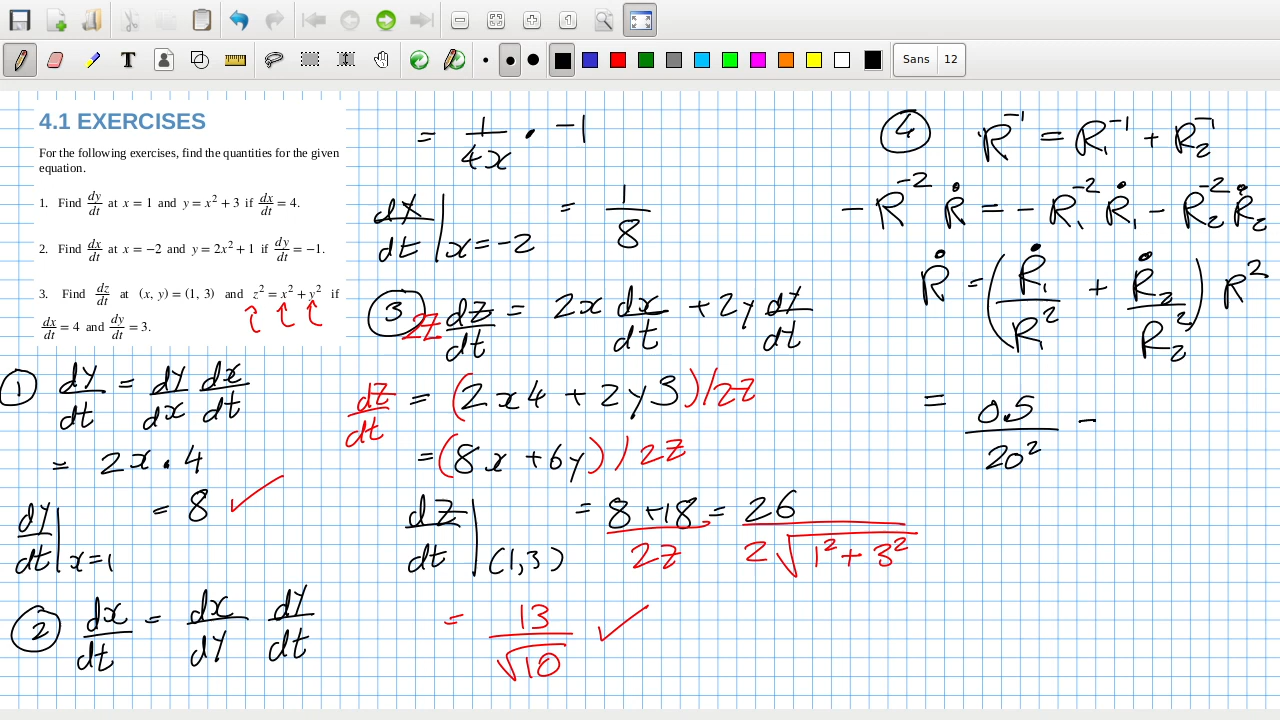 Sans 12
4.1 EXERCISES
For the following exercises, find the quantities for the given
equation.
1. Find dy/dt at x = 1 and y = x² + 3 if dx/dt = 4.
2. Find dx/dt at x = −2 and y = 2x² + 1 if dy/dt = −1.
3. Find dz/dt at (x, y) = (1, 3) and z² = x² + y² if
dx/dt = 4 and dy/dt = 3.
① dy/dt = dy/dx dx/dt
= 2x · 4
dy/dt|x=1 = 8 ✓
② dx/dt = dx/dy dy/dt
= 1/4x · −1
dx/dt|x=−2 = 1/8
③ 2z dz/dt = 2x dx/dt + 2y dy/dt
dz/dt = (2x4 + 2y3)/2z
= (8x + 6y)/2z
dz/dt|(1,3) = 8+18/2z = 26/2√1²+3²
= 13/√10 ✓
④ R⁻¹ = R₁⁻¹ + R₂⁻¹
−R⁻² Ṙ = −R₁⁻² Ṙ₁ − R₂⁻² Ṙ₂
Ṙ = (Ṙ₁/R₁² + Ṙ₂/R₂²) R²
= 0.5/20² −